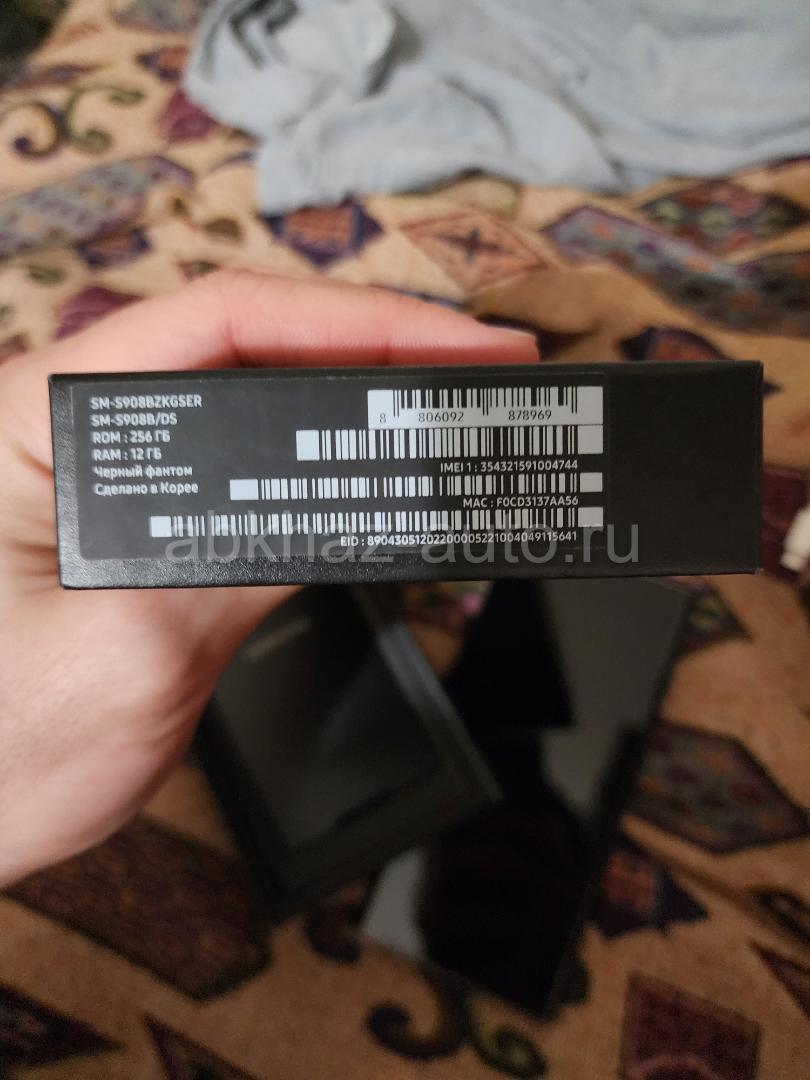 SM-S908BZKGSER
SM-S908B/DS
ROM : 256 ГБ
RAM : 12 ГБ
Черный фантом
Сделано в Корее
8 806092 878969
IMEI 1 : 354321591004744
MAC : F0CD3137AA56
EID : 89043051202200005221004049115641
abkhaz-auto.ru